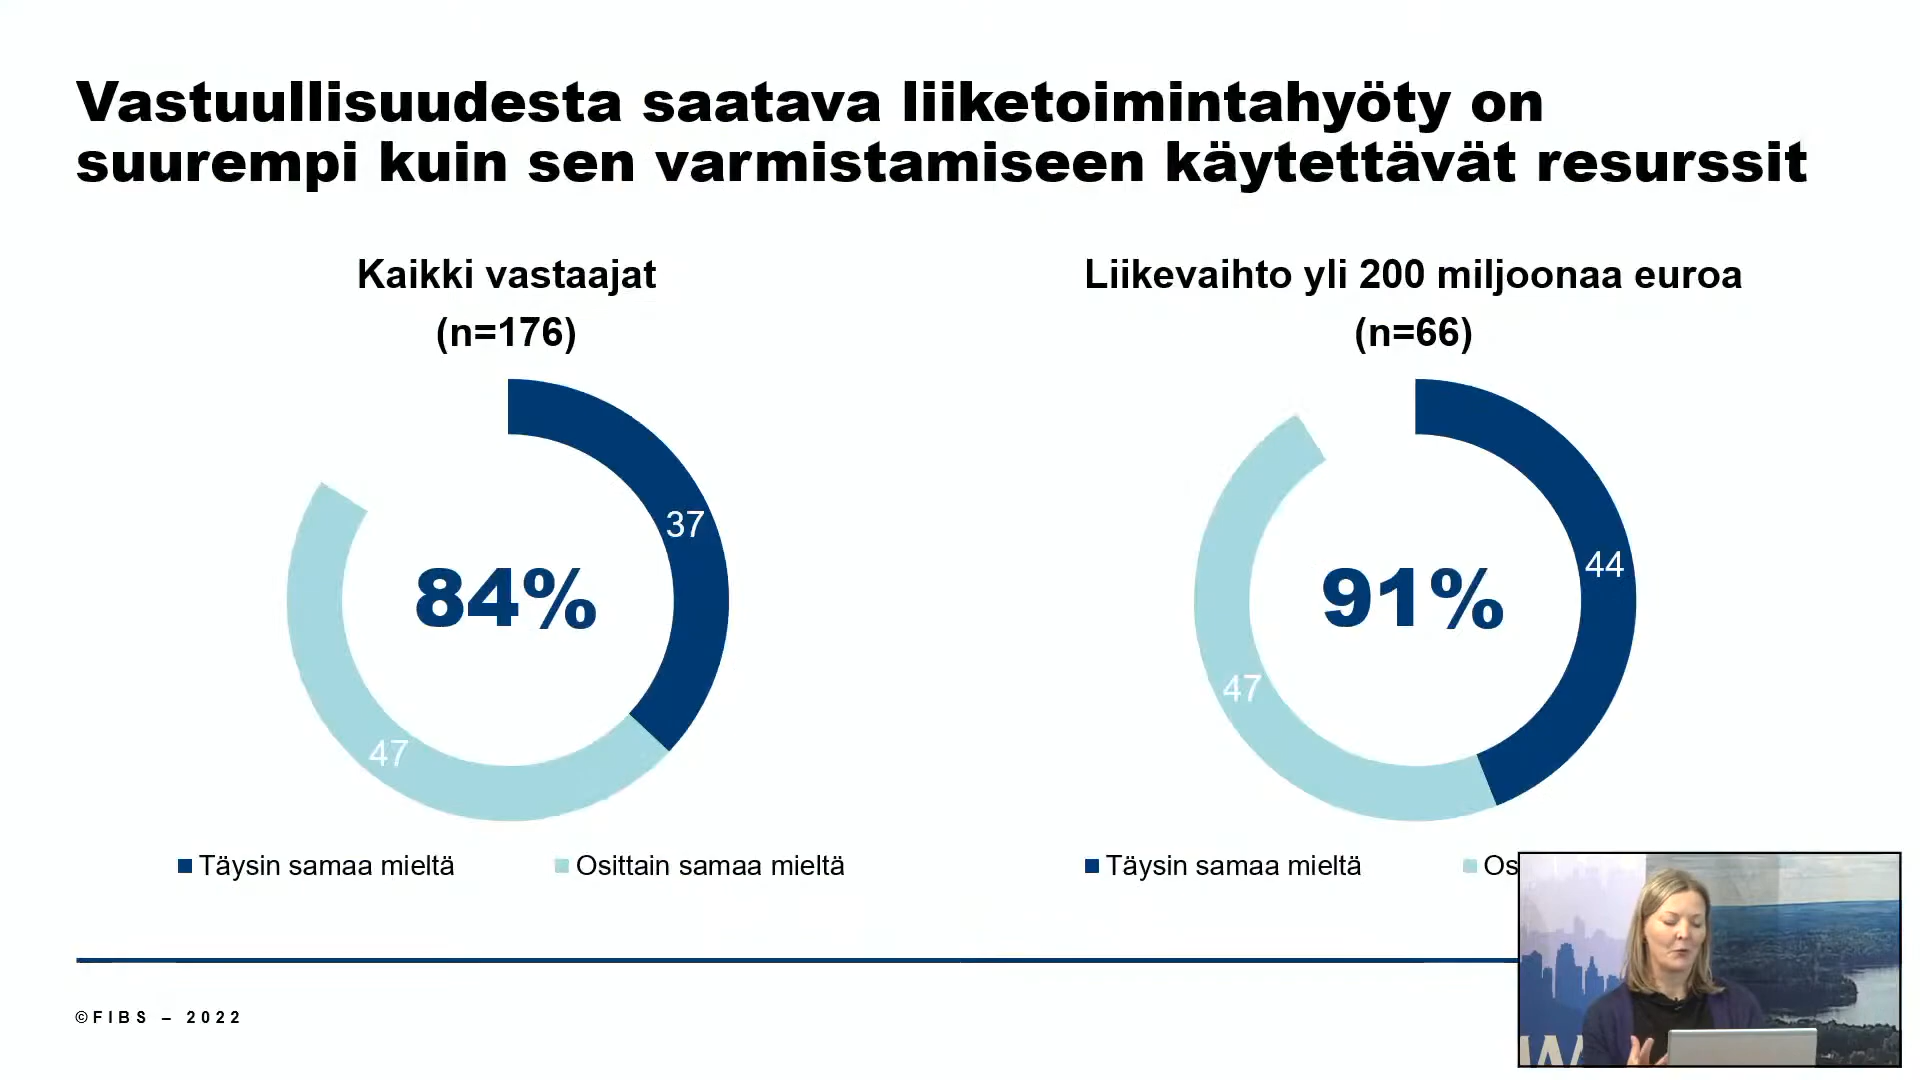 Vastuullisuudesta saatava liiketoimintahyöty on
suurempi kuin sen varmistamiseen käytettävät resurssit
Kaikki vastaajat
(n=176)
37
84%
47
Täysin samaa mieltä
Osittain samaa mieltä
Liikevaihto yli 200 miljoonaa euroa
(n=66)
44
91%
47
Täysin samaa mieltä
©FIBS – 2022